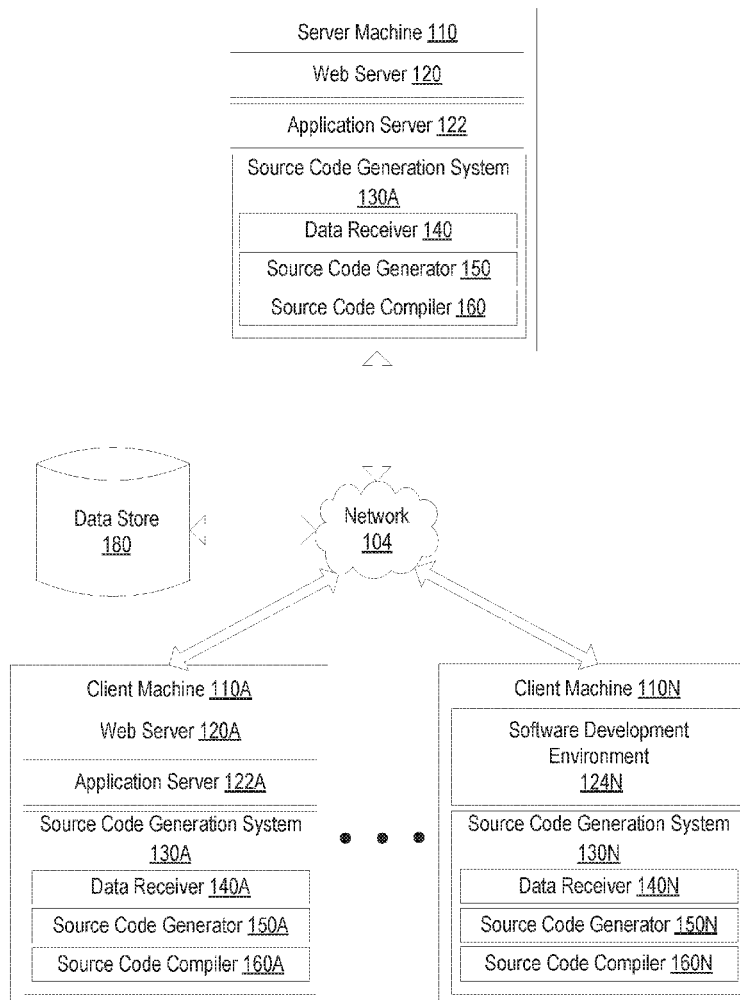 Server Machine 110
Web Server 120
Application Server 122
Source Code Generation System
130A
Data Receiver 140
Source Code Generator 150
Source Code Compiler 160
Data Store
180
Network
104
Client Machine 110A
Web Server 120A
Application Server 122A
Source Code Generation System
130A
Data Receiver 140A
Source Code Generator 150A
Source Code Compiler 160A
Client Machine 110N
Software Development
Environment
124N
Source Code Generation System
130N
Data Receiver 140N
Source Code Generator 150N
Source Code Compiler 160N